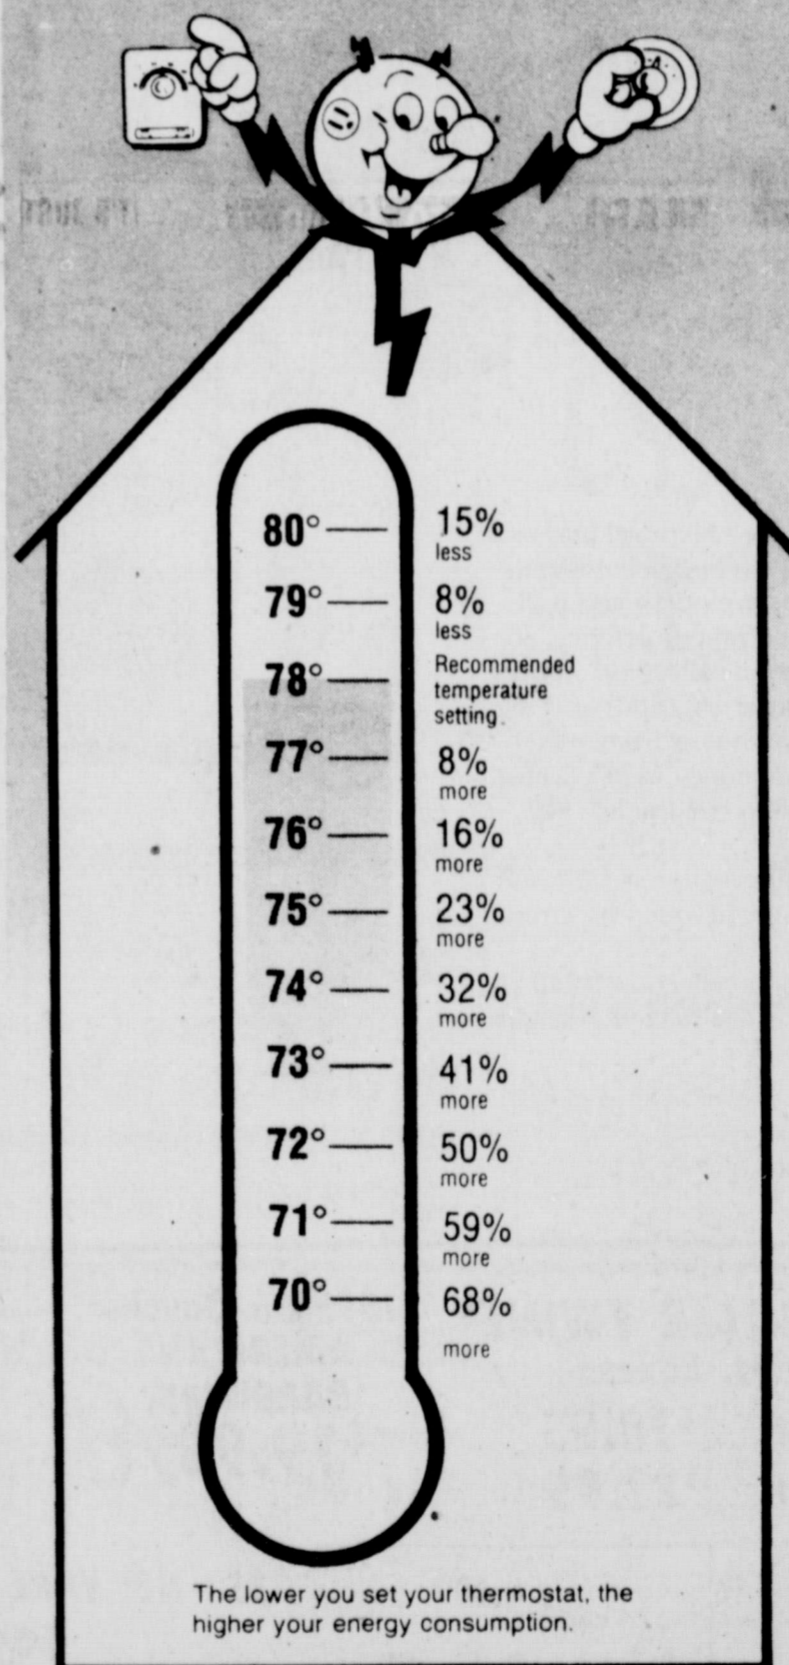 80° 15%
less
79° 8%
less
78° Recommended
temperature
setting.
77° 8%
more
76° 16%
more
75° 23%
more
74° 32%
more
73° 41%
more
72° 50%
more
71° 59%
more
70° 68%
more
The lower you set your thermostat, the
higher your energy consumption.